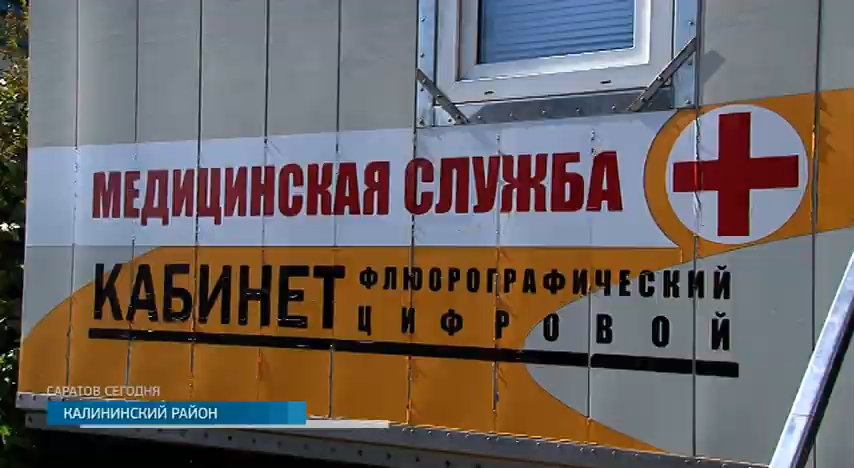 МЕДИЦИНСКАЯ СЛУЖБА
КАБИНЕТ ФЛЮОРОГРАФИЧЕСКИЙ
ЦИФРОВОЙ
САРАТОВ СЕГОДНЯ
КАЛИНИНСКИЙ РАЙОН